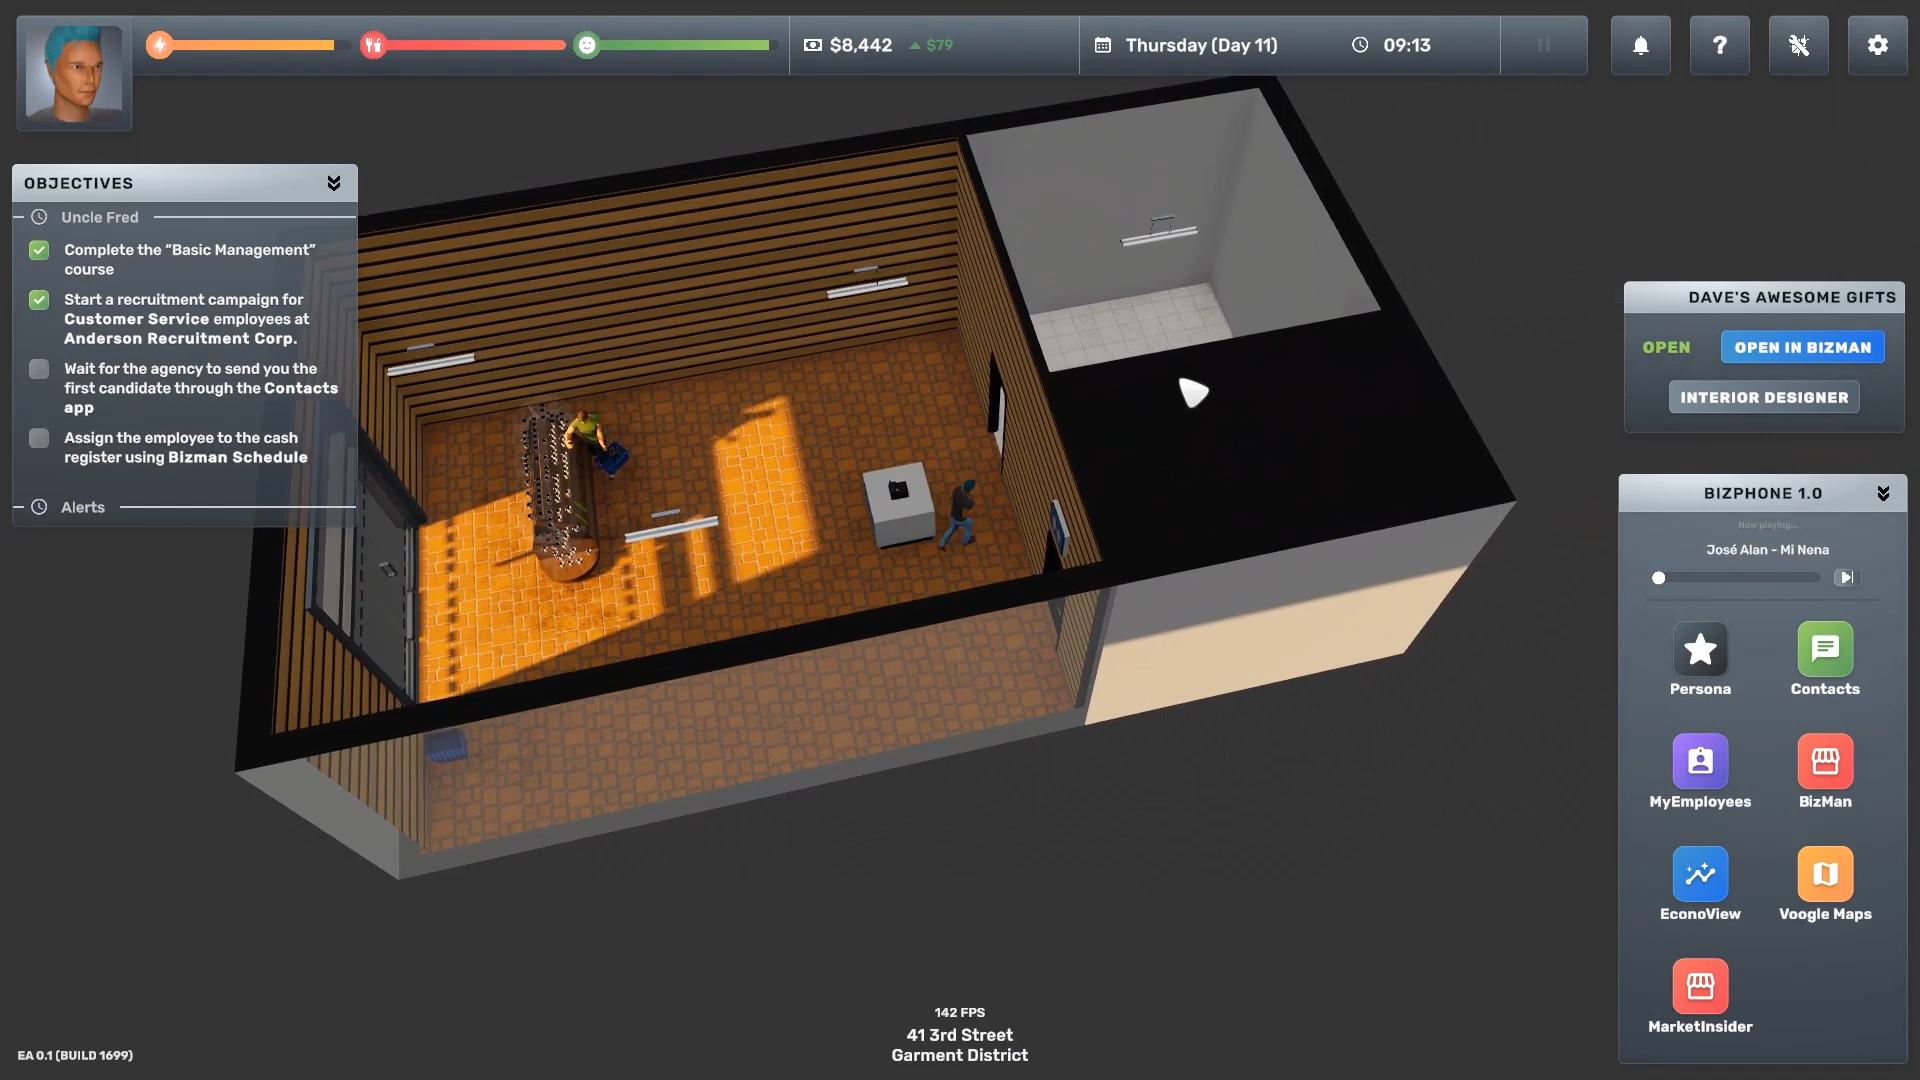 $8,442 $79
Thursday (Day 11) 09:13
?
OBJECTIVES
Uncle Fred
Complete the “Basic Management”
course
Start a recruitment campaign for
Customer Service employees at
Anderson Recruitment Corp.
Wait for the agency to send you the
first candidate through the Contacts
app
Assign the employee to the cash
register using Bizman Schedule
Alerts
DAVE'S AWESOME GIFTS
OPEN OPEN IN BIZMAN
INTERIOR DESIGNER
BIZPHONE 1.0
Now playing...
José Alan - Mi Nena
Persona Contacts
MyEmployees BizMan
EconoView Voogle Maps
MarketInsider
142 FPS
41 3rd Street
Garment District
EA 0.1 (BUILD 1699)